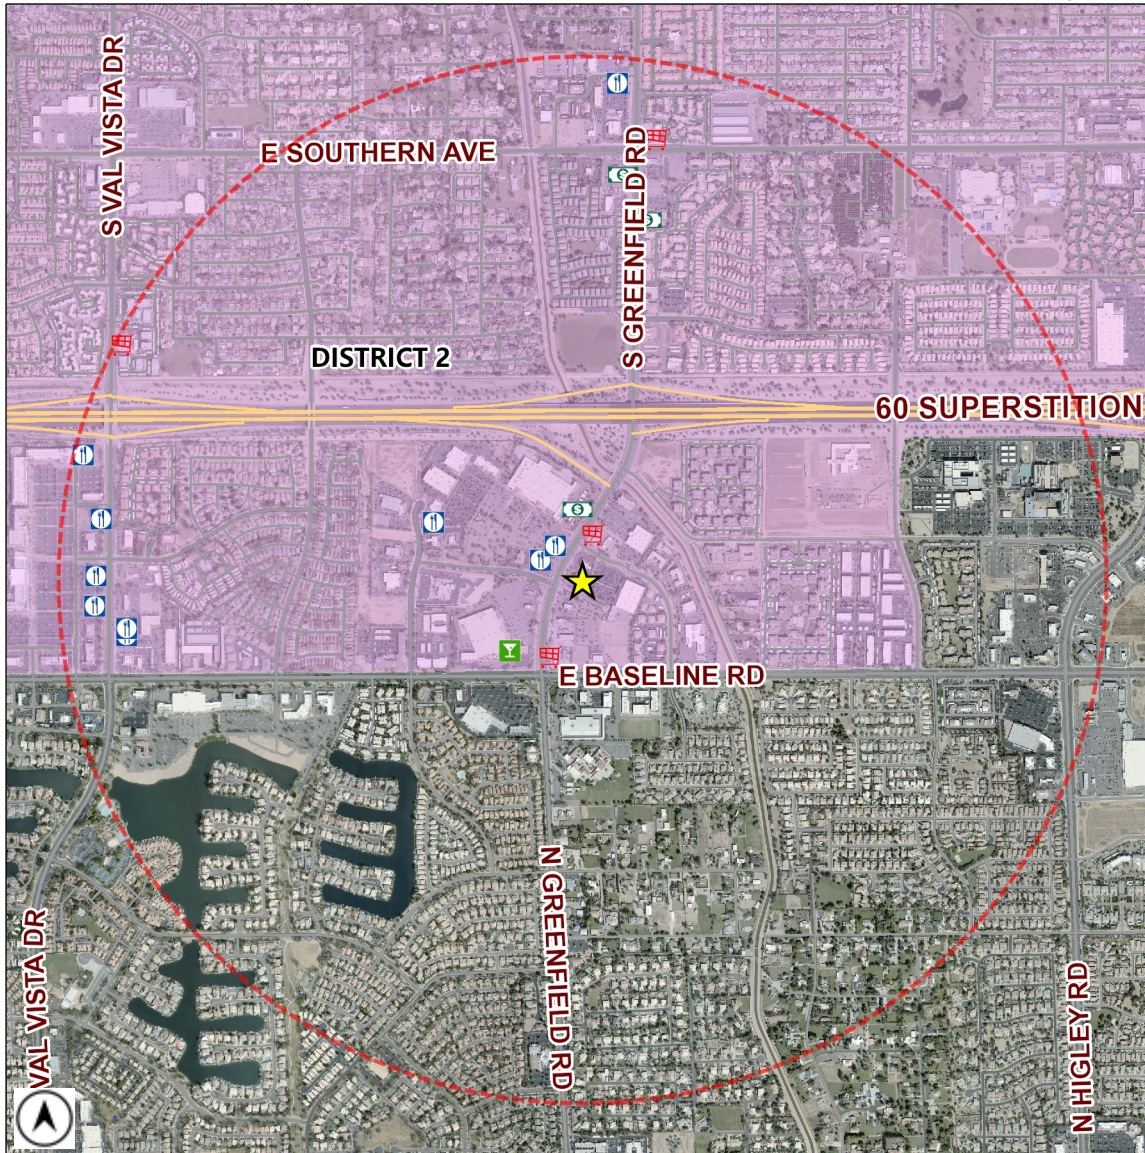 S VAL VISTA DR
E SOUTHERN AVE
S GREENFIELD RD
$
$
DISTRICT 2
60 SUPERSTITION
$
E BASELINE RD
N GREENFIELD RD
VAL VISTA DR
N HIGLEY RD